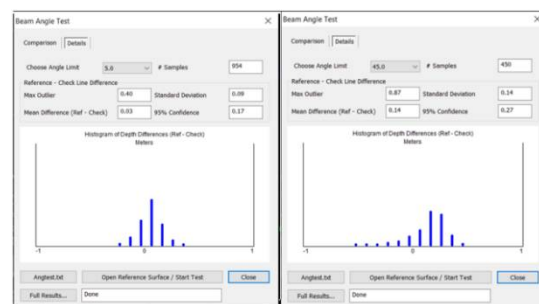 Beam Angle Test
Comparison Details
Choose Angle Limit 5.0 # Samples 954
Reference - Check Line Difference
Max Outlier 0.40 Standard Deviation 0.08
Mean Difference (Ref - Check) 0.03 95% Confidence 0.17
Histogram of Depth Differences (Ref - Check)
Meters
-1 0 1
Angtest.txt Open Reference Surface / Start Test Close
Full Results... Done
Beam Angle Test
Comparison Details
Choose Angle Limit 45.0 # Samples 450
Reference - Check Line Difference
Max Outlier 0.87 Standard Deviation 0.14
Mean Difference (Ref - Check) 0.14 95% Confidence 0.27
Histogram of Depth Differences (Ref - Check)
Meters
-1 0 1
Angtest.txt Open Reference Surface / Start Test Close
Full Results... Done